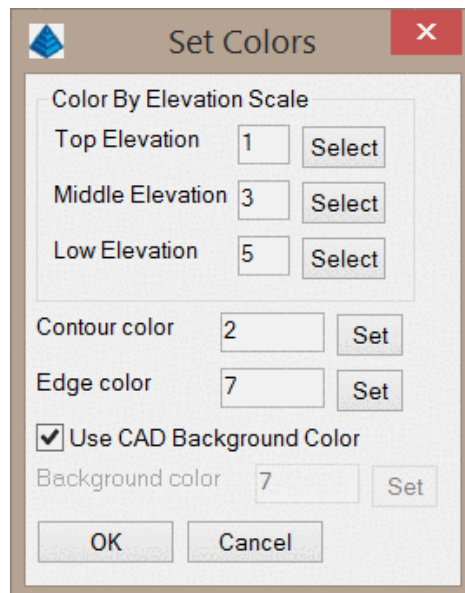 Set Colors
Color By Elevation Scale
Top Elevation 1 Select
Middle Elevation 3 Select
Low Elevation 5 Select
Contour color 2 Set
Edge color 7 Set
Use CAD Background Color
Background color 7 Set
OK Cancel